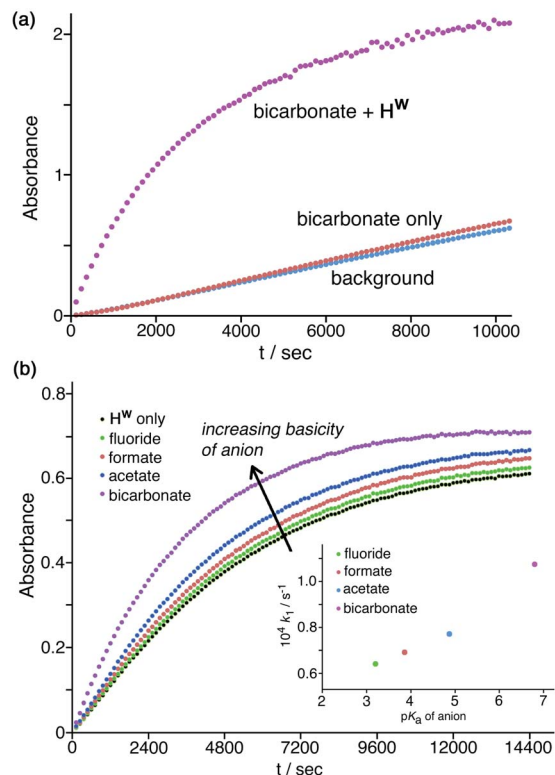 (a)
2
1
0
Absorbance
bicarbonate + Hᵂ
bicarbonate only
background
0 2000 4000 6000 8000 10000
t / sec
(b)
0.8
0.6
0.4
0.2
0
Absorbance
Hᵂ only
fluoride
formate
acetate
bicarbonate
increasing basicity
of anion
fluoride
formate
acetate
bicarbonate
1.0
0.8
0.6
10⁴ k₁ / s⁻¹
2 3 4 5 6 7
pKₐ of anion
0 2400 4800 7200 9600 12000 14400
t / sec